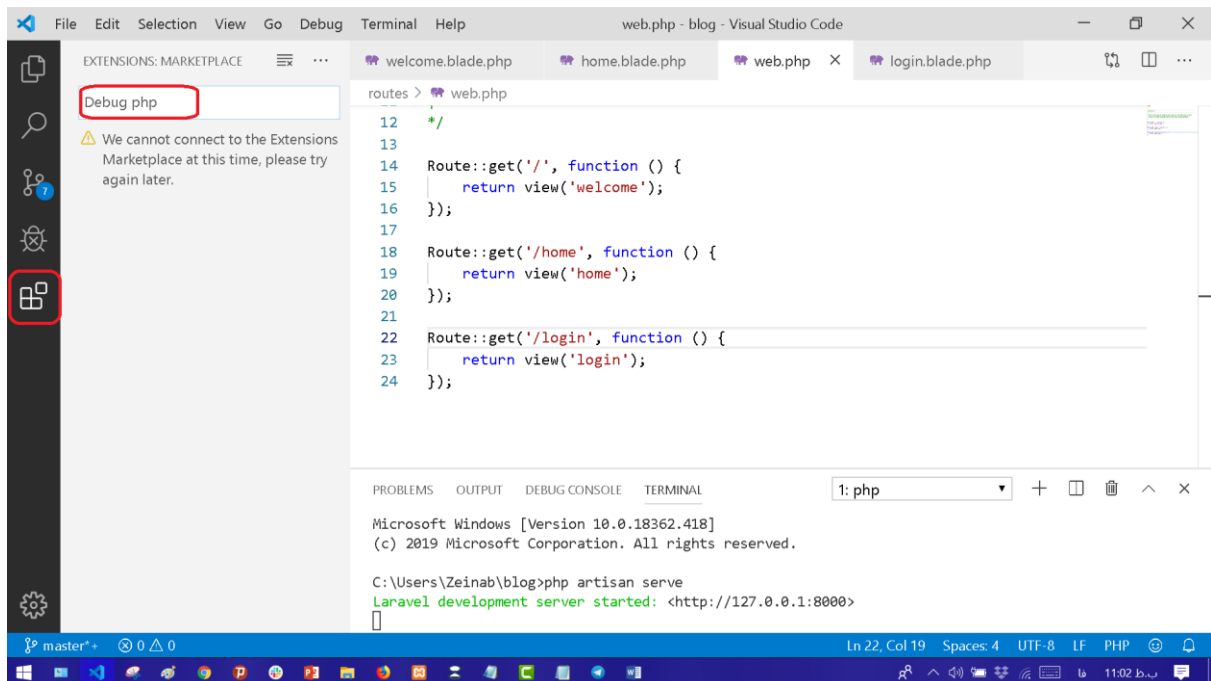 File Edit Selection View Go Debug Terminal Help web.php - blog - Visual Studio Code
EXTENSIONS: MARKETPLACE
Debug php
We cannot connect to the Extensions
Marketplace at this time, please try
again later.
7
welcome.blade.php home.blade.php web.php login.blade.php
routes > web.php
12 */
13
14 Route::get('/', function () {
15 return view('welcome');
16 });
17
18 Route::get('/home', function () {
19 return view('home');
20 });
21
22 Route::get('/login', function () {
23 return view('login');
24 });
PROBLEMS OUTPUT DEBUG CONSOLE TERMINAL 1: php
Microsoft Windows [Version 10.0.18362.418]
(c) 2019 Microsoft Corporation. All rights reserved.
C:\Users\Zeinab\blog>php artisan serve
Laravel development server started: <http://127.0.0.1:8000>
master*+ 0 0 Ln 22, Col 19 Spaces: 4 UTF-8 LF PHP
فا 11:02 ب.ظ